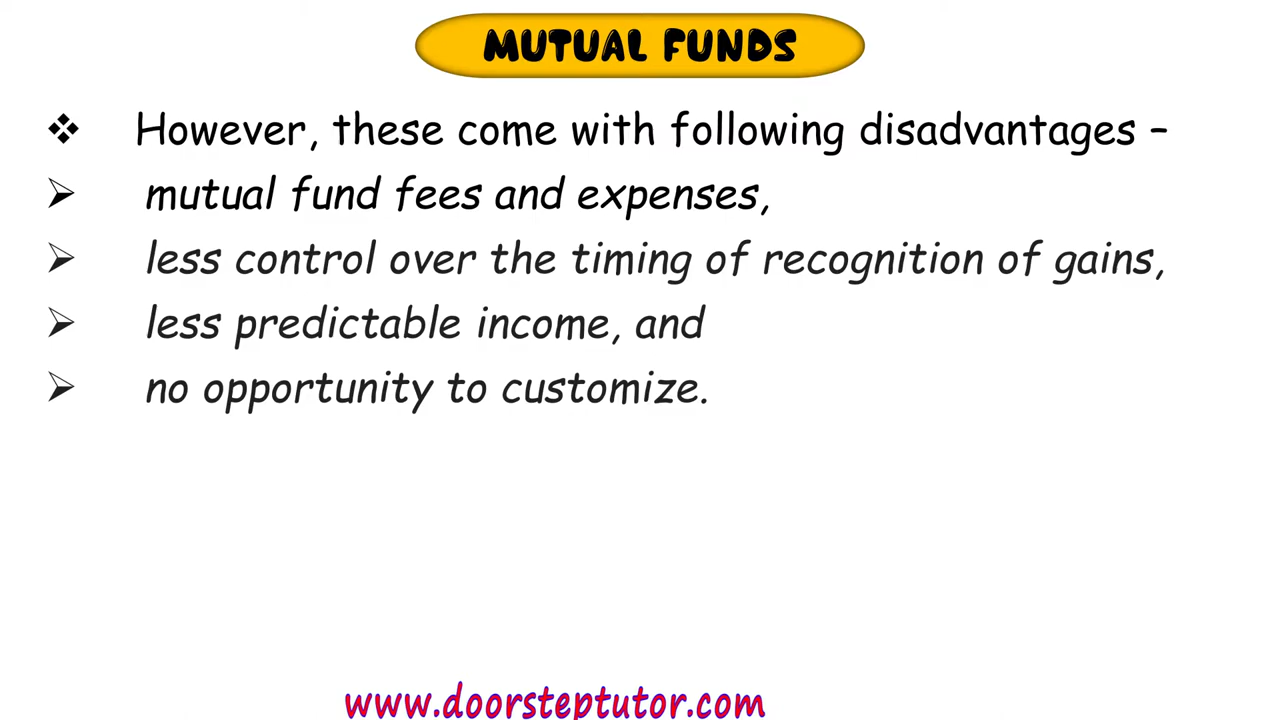 MUTUAL FUNDS
❖ However, these come with following disadvantages –
➢ mutual fund fees and expenses,
➢ less control over the timing of recognition of gains,
➢ less predictable income, and
➢ no opportunity to customize.
www.doorsteptutor.com